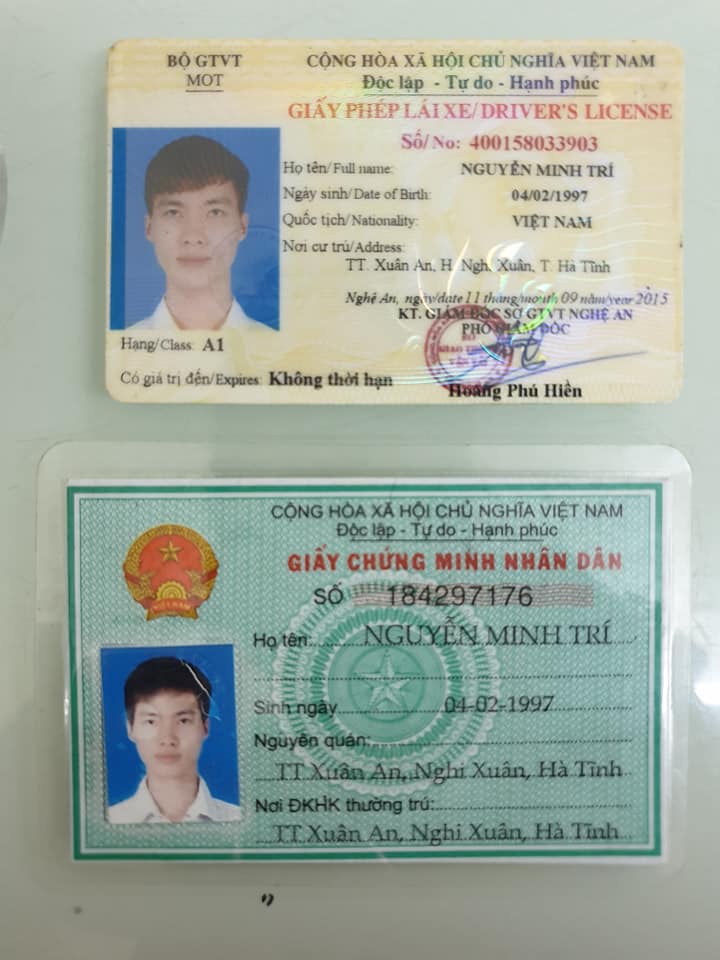 BỘ GTVT
MOT
CỘNG HÒA XÃ HỘI CHỦ NGHĨA VIỆT NAM
Độc lập - Tự do - Hạnh phúc
GIẤY PHÉP LÁI XE/DRIVER'S LICENSE
Số/No: 400158033903
Họ tên/Full name: NGUYỄN MINH TRÍ
Ngày sinh/Date of Birth: 04/02/1997
Quốc tịch/Nationality: VIỆT NAM
Nơi cư trú/Address:
TT. Xuân An, H. Nghi Xuân, T. Hà Tĩnh
Nghệ An, ngày/date 11 tháng/month 09 năm/year 2015
KT. GIÁM ĐỐC SỞ GTVT NGHỆ AN
PHÓ GIÁM ĐỐC
Hạng/Class: A1
Có giá trị đến/Expires: Không thời hạn
Hoàng Phú Hiền
CỘNG HÒA XÃ HỘI CHỦ NGHĨA VIỆT NAM
Độc lập - Tự do - Hạnh phúc
GIẤY CHỨNG MINH NHÂN DÂN
SỐ 184297176
Họ tên: NGUYỄN MINH TRÍ
Sinh ngày 04-02-1997
Nguyên quán:
TT Xuân An, Nghi Xuân, Hà Tĩnh
Nơi ĐKHK thường trú:
TT Xuân An, Nghi Xuân, Hà Tĩnh